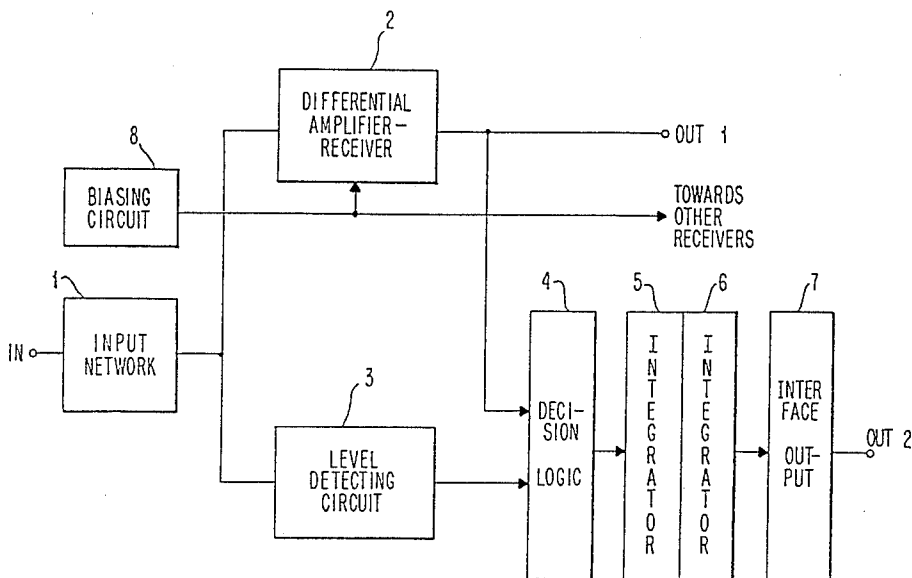 2
DIFFERENTIAL
AMPLIFIER-
RECEIVER
OUT 1
8
BIASING
CIRCUIT
TOWARDS
OTHER
RECEIVERS
1
IN
INPUT
NETWORK
3
LEVEL
DETECTING
CIRCUIT
4
DECI-
SION
LOGIC
5
INTEGRATOR
6
INTEGRATOR
7
INTER
FACE
OUT-
PUT
OUT 2